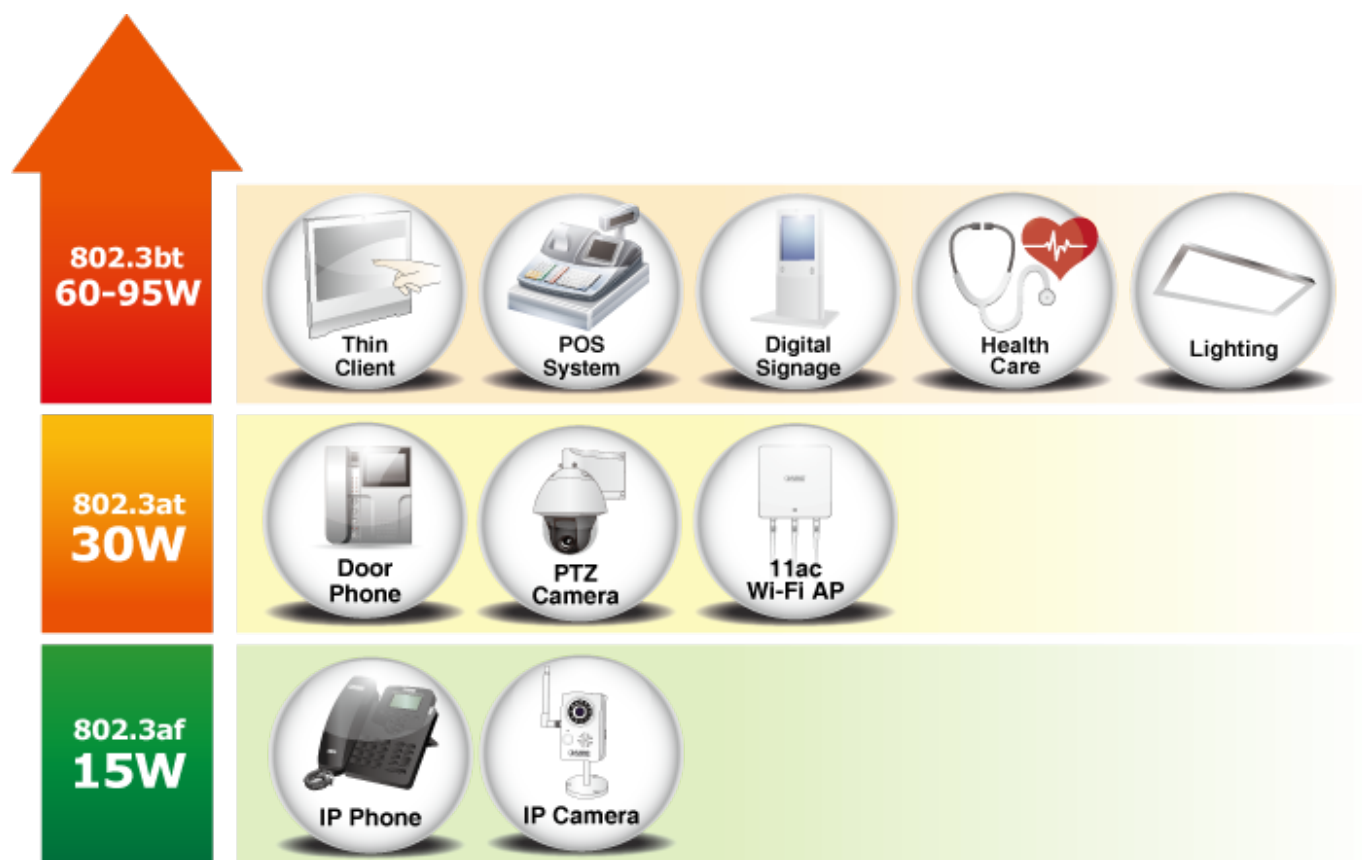 802.3bt
60-95W
Thin
Client
POS
System
Digital
Signage
Health
Care
Lighting
802.3at
30W
Door
Phone
PTZ
Camera
11ac
Wi-Fi AP
802.3af
15W
IP Phone
IP Camera